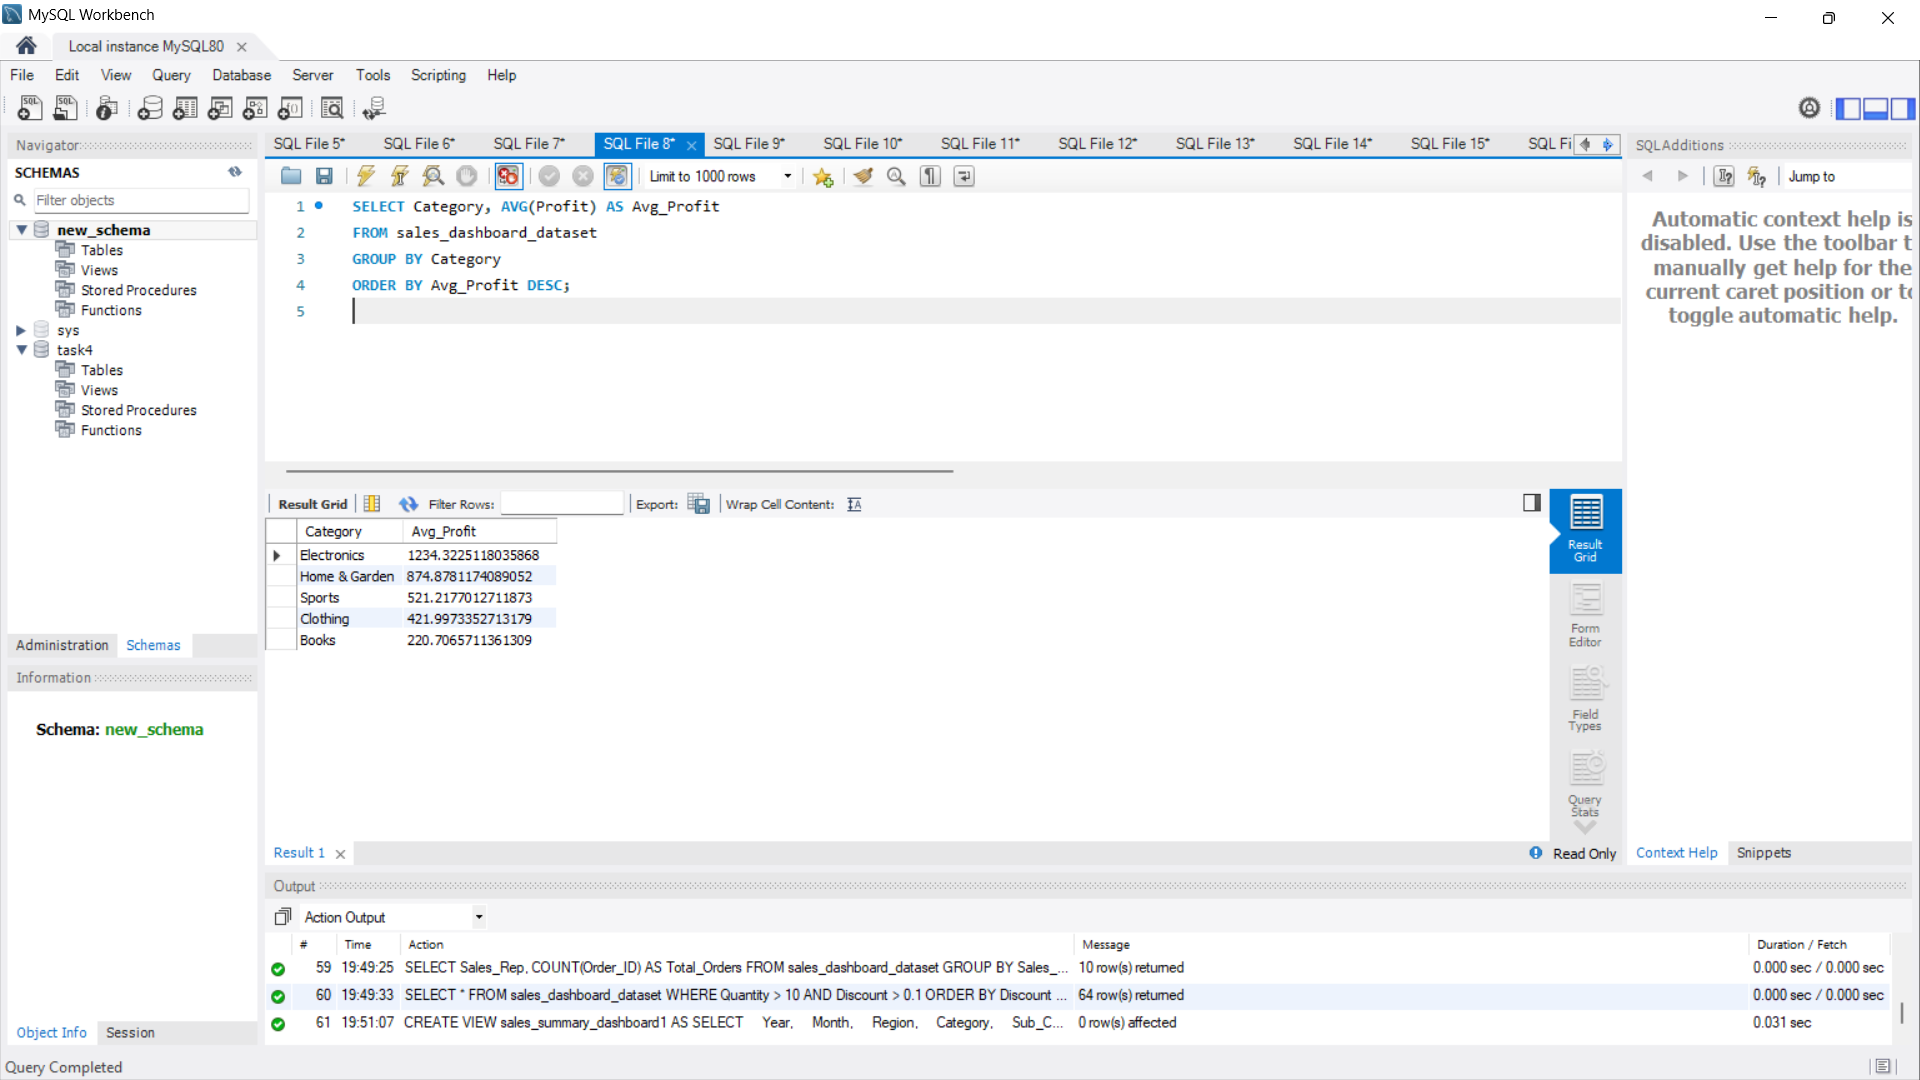 MySQL Workbench
Local instance MySQL80
File Edit View Query Database Server Tools Scripting Help
Navigator
SCHEMAS
Filter objects
new_schema
Tables
Views
Stored Procedures
Functions
sys
task4
Tables
Views
Stored Procedures
Functions
Administration Schemas
Information
Schema: new_schema
Object Info Session
Query Completed
SQL File 5* SQL File 6* SQL File 7* SQL File 8* SQL File 9* SQL File 10* SQL File 11* SQL File 12* SQL File 13* SQL File 14* SQL File 15* SQL Fi
Limit to 1000 rows
1 SELECT Category, AVG(Profit) AS Avg_Profit
2 FROM sales_dashboard_dataset
3 GROUP BY Category
4 ORDER BY Avg_Profit DESC;
5
Result Grid Filter Rows: Export: Wrap Cell Content:
Category Avg_Profit
Electronics 1234.3225118035868
Home & Garden 874.8781174089052
Sports 521.2177012711873
Clothing 421.9973352713179
Books 220.7065711361309
Result
Grid
Form
Editor
Field
Types
Query
Stats
Result 1
Read Only
SQLAdditions
Jump to
Automatic context help is
disabled. Use the toolbar t
manually get help for the
current caret position or to
toggle automatic help.
Context Help Snippets
Output
Action Output
# Time Action Message Duration / Fetch
59 19:49:25 SELECT Sales_Rep, COUNT(Order_ID) AS Total_Orders FROM sales_dashboard_dataset GROUP BY Sales_... 10 row(s) returned 0.000 sec / 0.000 sec
60 19:49:33 SELECT * FROM sales_dashboard_dataset WHERE Quantity > 10 AND Discount > 0.1 ORDER BY Discount ... 64 row(s) returned 0.000 sec / 0.000 sec
61 19:51:07 CREATE VIEW sales_summary_dashboard1 AS SELECT Year, Month, Region, Category, Sub_C... 0 row(s) affected 0.031 sec